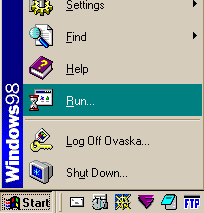 Settings
Find
Help
Run...
Log Off Ovaska...
Shut Down...
Windows98
Start
FTP